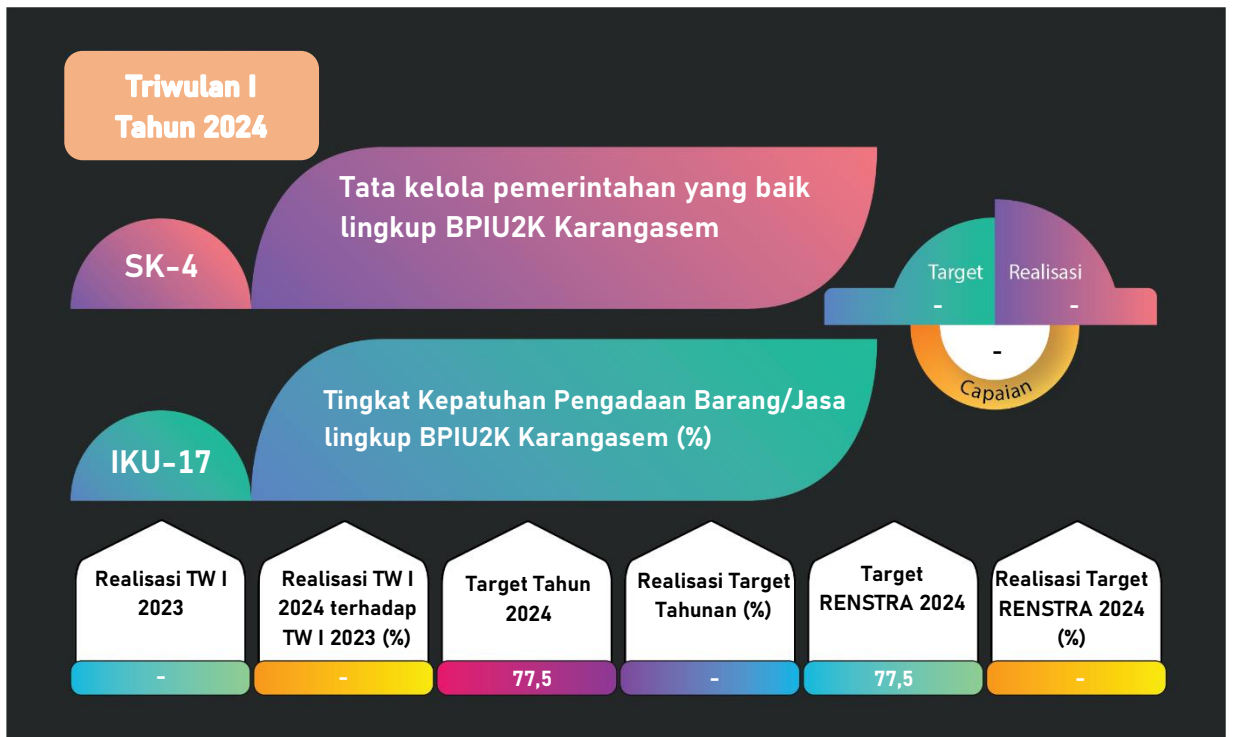 Triwulan I
Tahun 2024
Tata kelola pemerintahan yang baik
lingkup BPIU2K Karangasem
SK-4
Target
Realisasi
-
-
-
Capaian
Tingkat Kepatuhan Pengadaan Barang/Jasa
lingkup BPIU2K Karangasem (%)
IKU-17
Realisasi TW I
2023
-
Realisasi TW I
2024 terhadap
TW I 2023 (%)
-
Target Tahun
2024
77,5
Realisasi Target
Tahunan (%)
-
Target
RENSTRA 2024
77,5
Realisasi Target
RENSTRA 2024
(%)
-